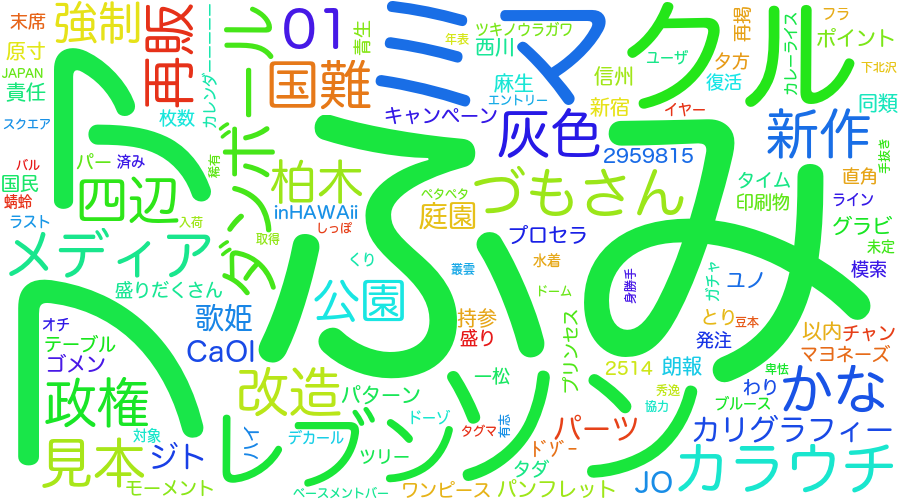 ふみ
アヘ
クル
ミマ
レブンソン
01
国難
再販
強制
ダンボール
灰色
新作
四辺
柏木
づもさん
メディア
公園
政権
改造
見本
かな
カラウチ
カリグラフィー
パーツ
JO
CaOl
歌姫
ジト
庭園
プロセラ
inHAWAii
2959815
キャンペーン
ツキノウラガワ
西川
麻生
エントリー
年表
青生
末席
原寸
JAPAN
責任
スクエア
枚数
カレンダーーーーー
バル
パー
済み
国民
蜻蛉
ラスト
入荷
稀有
盛りだくさん
取得
しっぽ
ペタペタ
くり
叢雲
水着
ドーム
持参
盛り
プリンセス
一松
パターン
ドーゾ
ツリー
デカール
ハイ
ベースメントバー
ワンピース
パンフレット
タダ
ドゾー
タグマ
有志
オチ
テーブル
ゴメン
対象
モーメント
信州
新宿
ユーザ
夕方
復活
再掲
フラ
カレーライス
ポイント
下北沢
同類
イヤー
手抜き
タイム
印刷物
直角
ライン
グラビ
未定
模索
身勝手
ガチャ
ユノ
とり
豆本
発注
以内
チャン
マヨネーズ
2514
朗報
卑怯
わり
秀逸
協力
ブルース